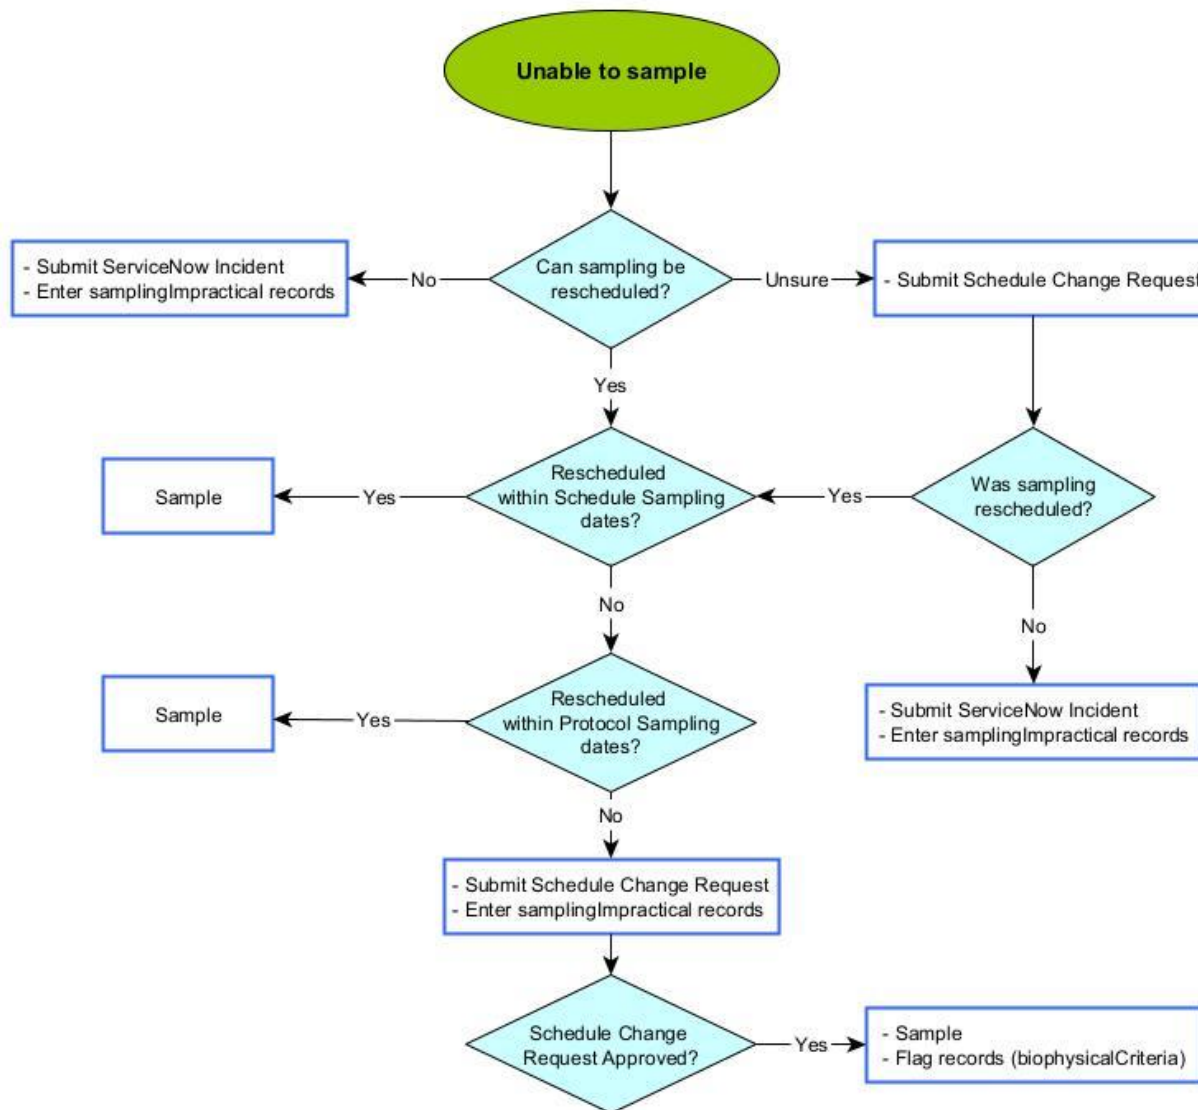 Unable to sample
Can sampling be
rescheduled?
No
- Submit ServiceNow Incident
- Enter samplingImpractical records
Unsure
- Submit Schedule Change Request
Yes
Rescheduled
within Schedule Sampling
dates?
Yes
Sample
Yes
Was sampling
rescheduled?
No
No
- Submit ServiceNow Incident
- Enter samplingImpractical records
Rescheduled
within Protocol Sampling
dates?
Yes
Sample
No
- Submit Schedule Change Request
- Enter samplingImpractical records
Schedule Change
Request Approved?
Yes
- Sample
- Flag records (biophysicalCriteria)